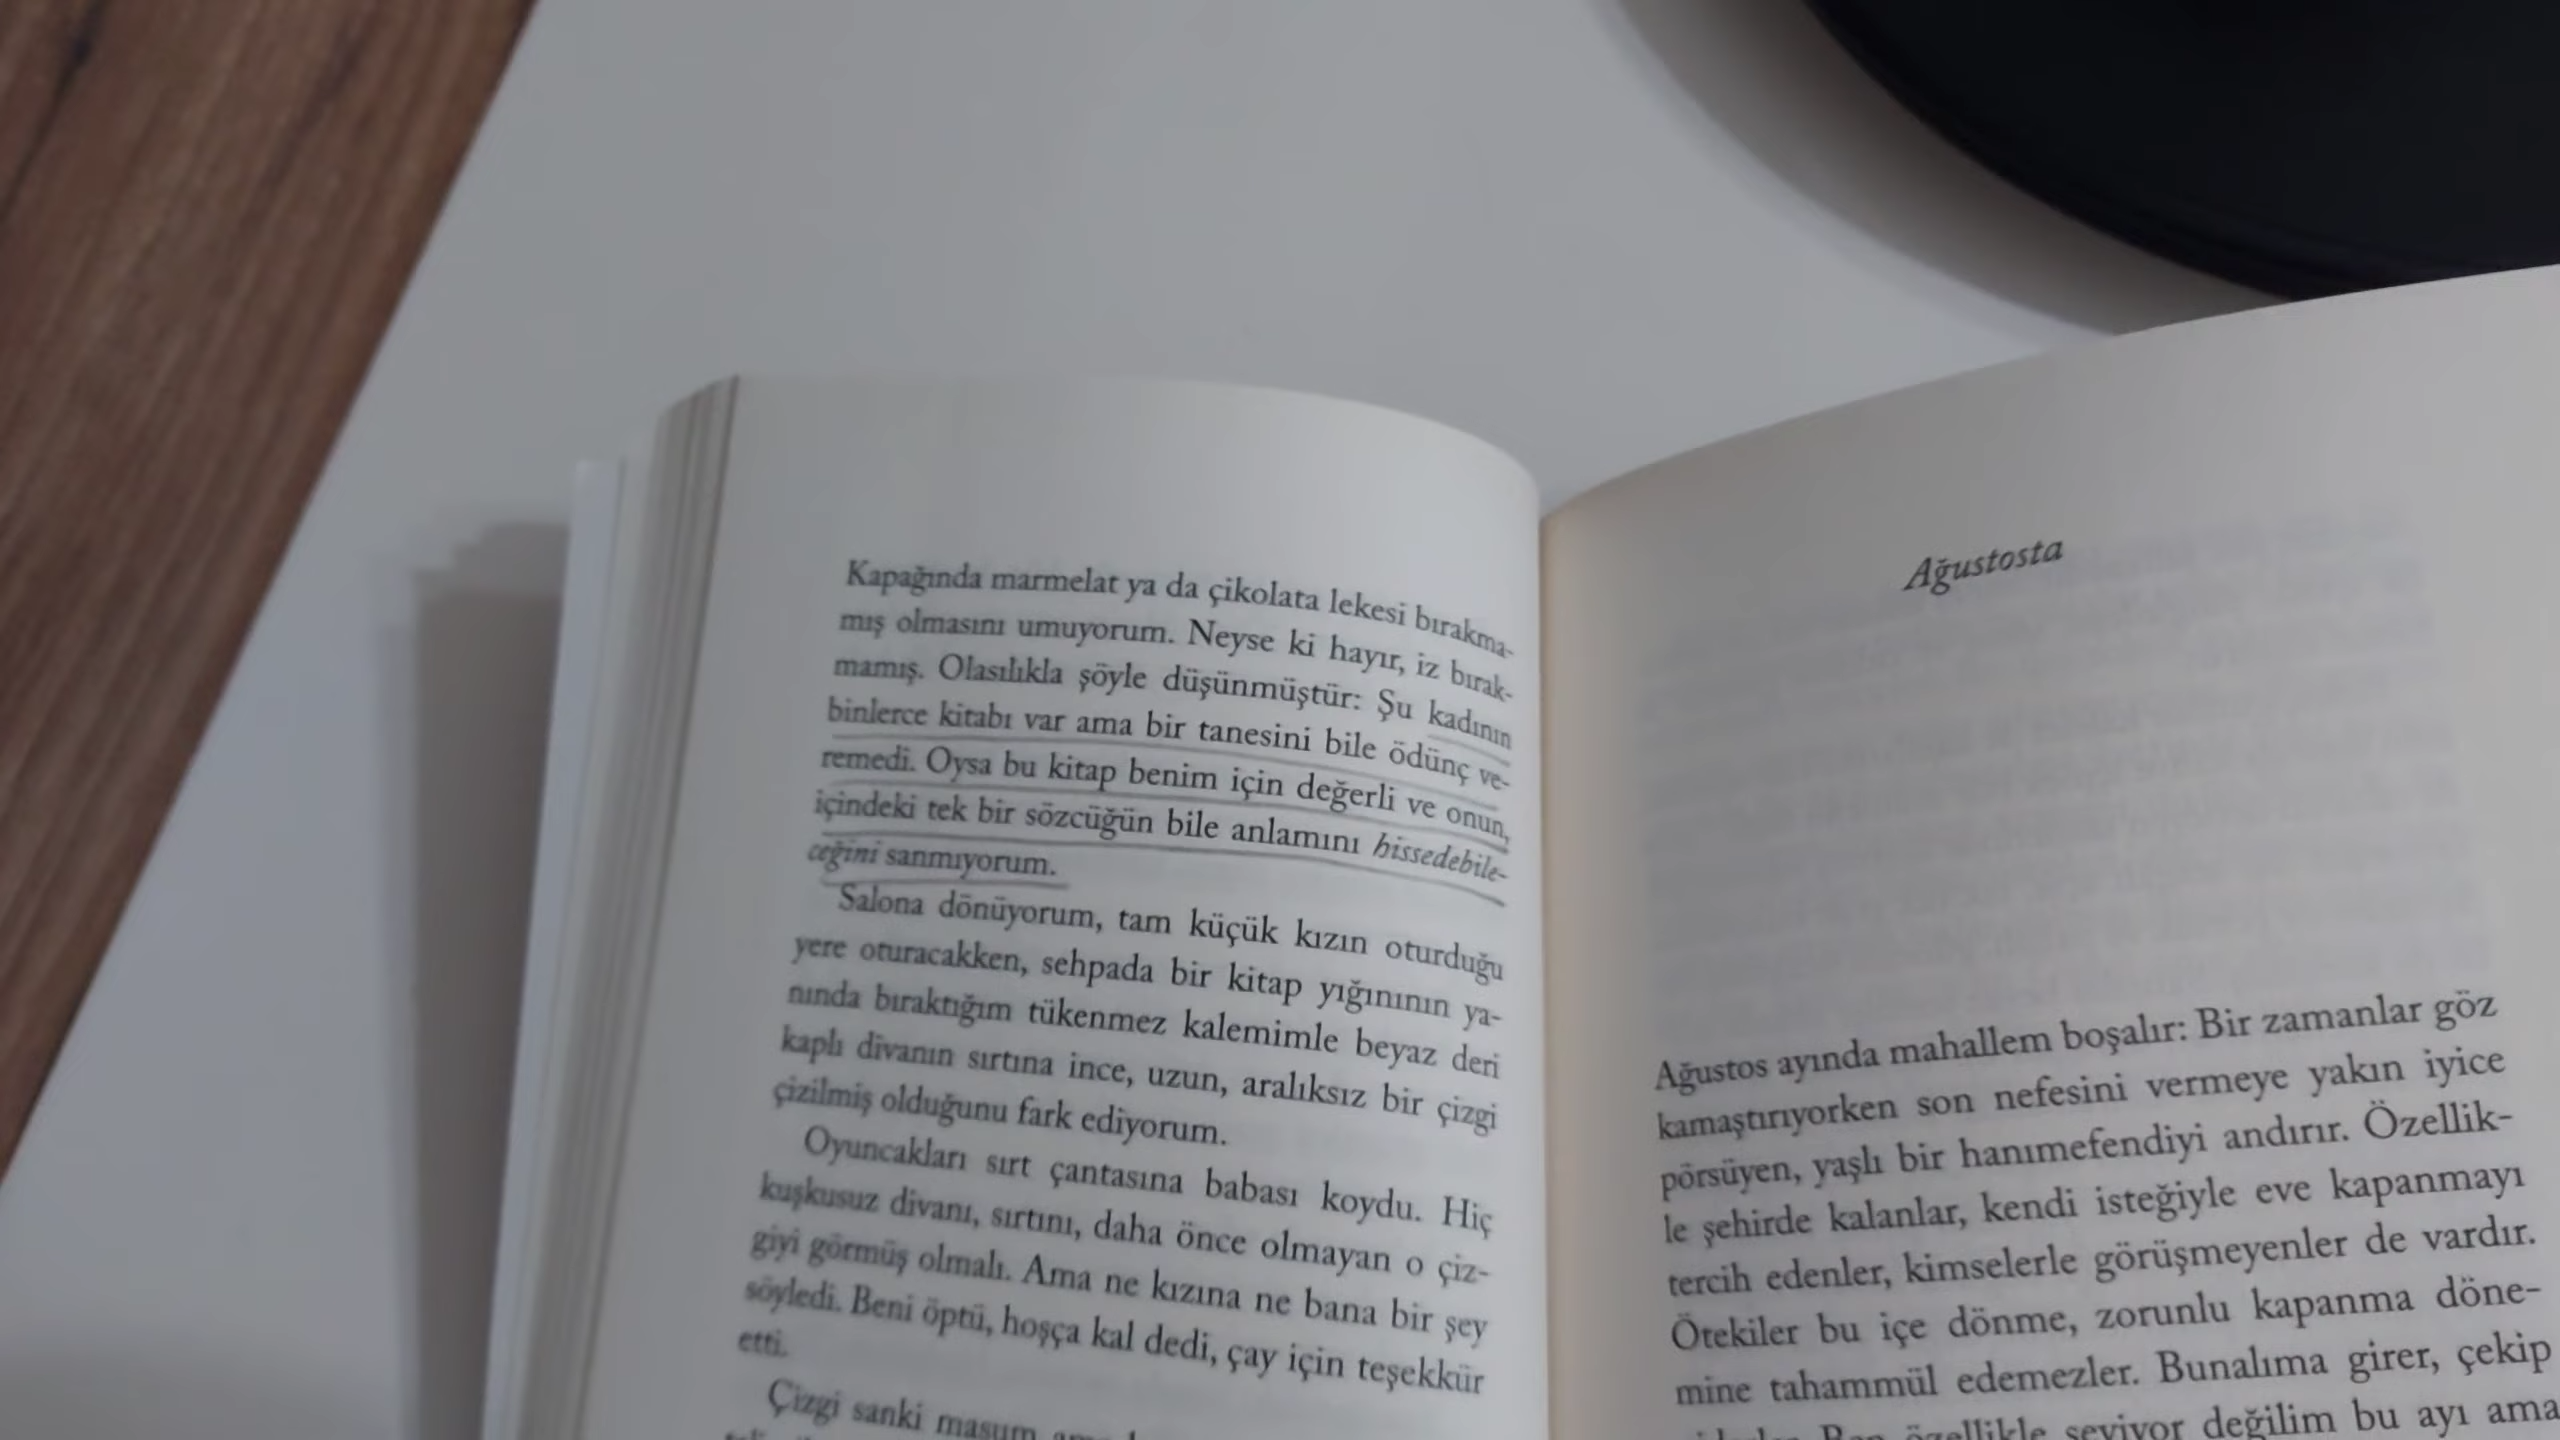 Kapağında marmelat ya da çikolata lekesi bırakma-
mış olmasını umuyorum. Neyse ki hayır, iz bırak-
mamış. Olasılıkla şöyle düşünmüştür: Şu kadının
binlerce kitabı var ama bir tanesini bile ödünç ve-
remedi. Oysa bu kitap benim için değerli ve onun,
içindeki tek bir sözcüğün bile anlamını hissedebile-
ceğini sanmıyorum.
Salona dönüyorum, tam küçük kızın oturduğu
yere oturacakken, sehpada bir kitap yığınının ya-
nında bıraktığım tükenmez kalemimle beyaz deri
kaplı divanın sırtına ince, uzun, aralıksız bir çizgi
çizilmiş olduğunu fark ediyorum.
Oyuncakları sırt çantasına babası koydu. Hiç
kuşkusuz divanı, sırtını, daha önce olmayan o çiz-
giyi görmüş olmalı. Ama ne kızına ne bana bir şey
söyledi. Beni öptü, hoşça kal dedi, çay için teşekkür
etti.
Çizgi sanki masum
Ağustosta
Ağustos ayında mahallem boşalır: Bir zamanlar göz
kamaştırıyorken son nefesini vermeye yakın iyice
pörsüyen, yaşlı bir hanımefendiyi andırır. Özellik-
le şehirde kalanlar, kendi isteğiyle eve kapanmayı
tercih edenler, kimselerle görüşmeyenler de vardır.
Ötekiler bu içe dönme, zorunlu kapanma döne-
mine tahammül edemezler. Bunalıma girer, çekip
özellikle seviyor değilim bu ayı ama